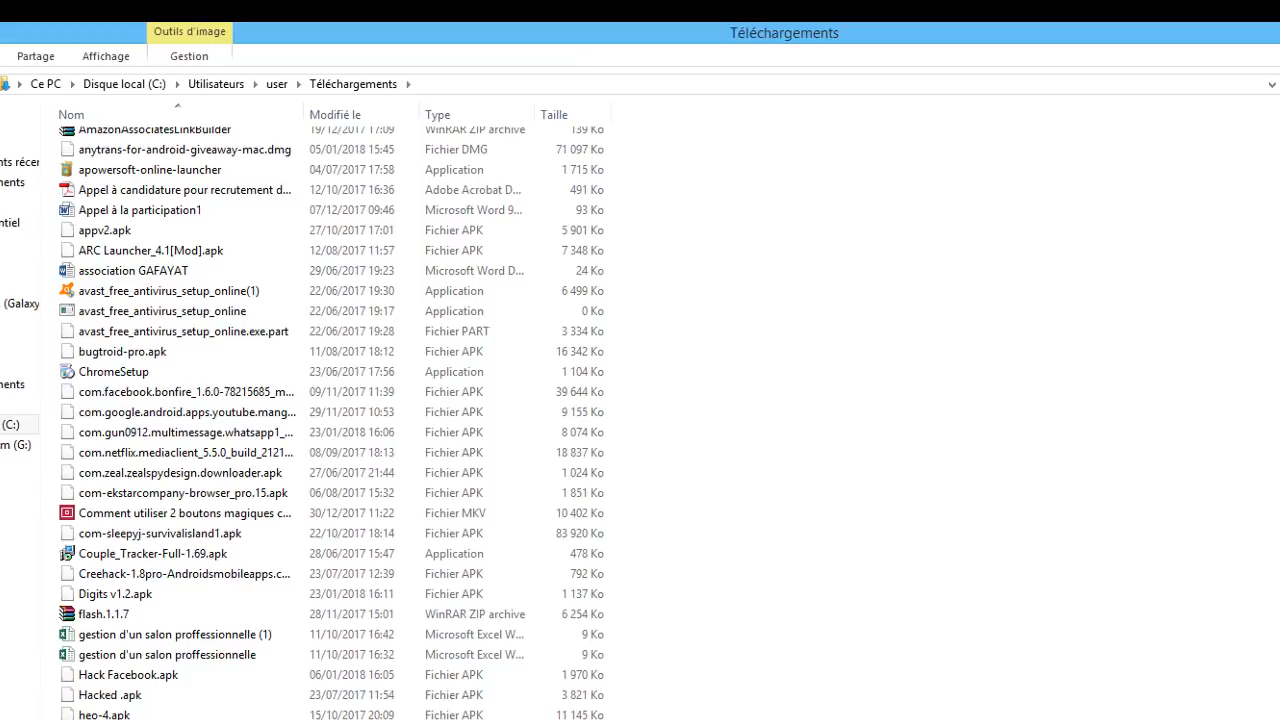 Outils d'image
Téléchargements
Partage Affichage Gestion
Ce PC Disque local (C:) Utilisateurs user Téléchargements
Nom Modifié le Type Taille
AmazonAssociatesLinkBuilder 19/12/2017 17:09 WinRAR ZIP archive 139 Ko
anytrans-for-android-giveaway-mac.dmg 05/01/2018 15:45 Fichier DMG 71 097 Ko
nts récer
apowersoft-online-launcher 04/07/2017 17:58 Application 1 715 Ko
ments
Appel à candidature pour recrutement d... 12/10/2016 16:36 Adobe Acrobat D... 491 Ko
Appel à la participation1 07/12/2017 09:46 Microsoft Word 9... 93 Ko
ntiel
appv2.apk 27/10/2017 17:01 Fichier APK 5 901 Ko
ARC Launcher_4.1[Mod].apk 12/08/2017 11:57 Fichier APK 7 348 Ko
association GAFAYAT 29/06/2017 19:23 Microsoft Word D... 24 Ko
avast_free_antivirus_setup_online(1) 22/06/2017 19:30 Application 6 499 Ko
(Galaxy
avast_free_antivirus_setup_online 22/06/2017 19:17 Application 0 Ko
avast_free_antivirus_setup_online.exe.part 22/06/2017 19:28 Fichier PART 3 334 Ko
bugtroid-pro.apk 11/08/2017 18:12 Fichier APK 16 342 Ko
ChromeSetup 23/06/2017 17:56 Application 1 104 Ko
ments
com.facebook.bonfire_1.6.0-78215685_m... 09/11/2017 11:39 Fichier APK 39 644 Ko
com.google.android.apps.youtube.mang... 29/11/2017 10:53 Fichier APK 9 155 Ko
(C:)
com.gun0912.multimessage.whatsapp1_... 23/01/2018 16:06 Fichier APK 8 074 Ko
m (G:)
com.netflix.mediaclient_5.5.0_build_2121... 08/09/2017 18:13 Fichier APK 18 837 Ko
com.zeal.zealspydesign.downloader.apk 27/06/2017 21:44 Fichier APK 1 024 Ko
com-ekstarcompany-browser_pro.15.apk 06/08/2017 15:32 Fichier APK 1 851 Ko
Comment utiliser 2 boutons magiques c... 30/12/2017 11:22 Fichier MKV 10 402 Ko
com-sleepyj-survivalisland1.apk 22/10/2017 18:14 Fichier APK 83 920 Ko
Couple_Tracker-Full-1.69.apk 28/06/2017 15:47 Application 478 Ko
Creehack-1.8pro-Androidsmobileapps.c... 23/07/2017 12:39 Fichier APK 792 Ko
Digits v1.2.apk 23/01/2018 16:11 Fichier APK 1 137 Ko
flash.1.1.7 28/11/2017 15:01 WinRAR ZIP archive 6 254 Ko
gestion d'un salon proffessionnelle (1) 11/10/2017 16:42 Microsoft Excel W... 9 Ko
gestion d'un salon proffessionnelle 11/10/2017 16:32 Microsoft Excel W... 9 Ko
Hack Facebook.apk 06/01/2018 16:05 Fichier APK 1 970 Ko
Hacked .apk 23/07/2017 11:54 Fichier APK 3 821 Ko
heo-4.apk 15/10/2017 20:09 Fichier APK 11 145 Ko